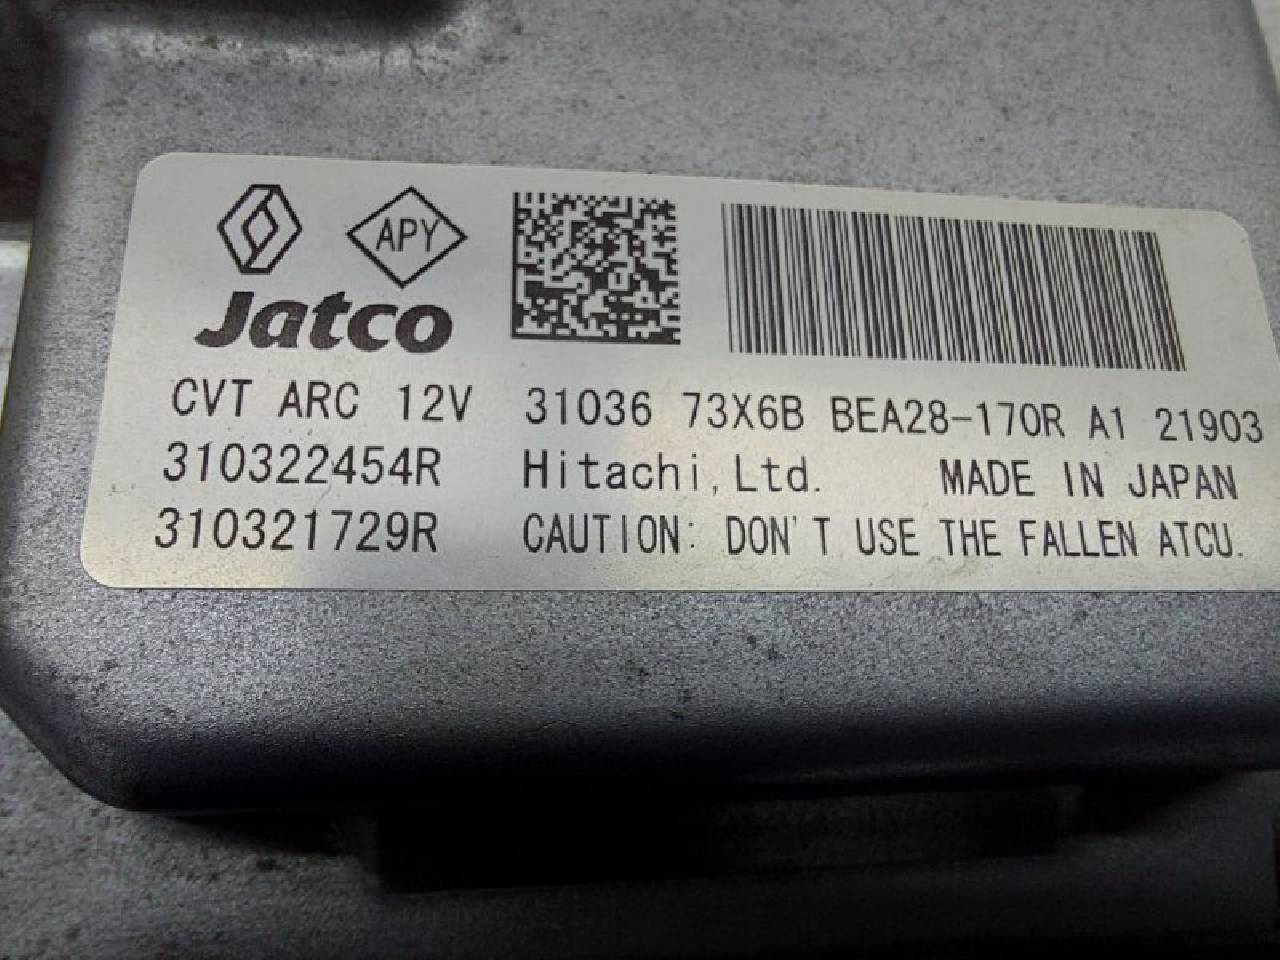 APY
Jatco
CVT ARC 12V 31036 73X6B BEA28-170R A1 21903
310322454R Hitachi, Ltd. MADE IN JAPAN
310321729R CAUTION: DON'T USE THE FALLEN ATCU.